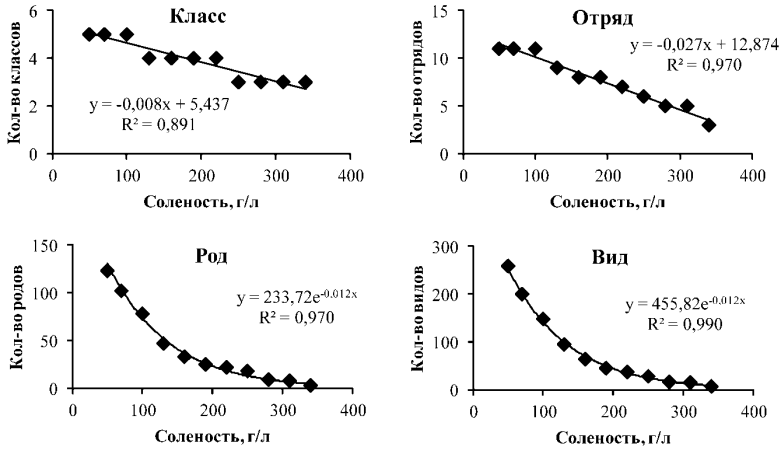 Класс
6
4
2
0
Кол-во классов
y = -0,008x + 5,437
R² = 0,891
0 100 200 300 400
Соленость, г/л
Отряд
15
10
5
0
Кол-во отрядов
y = -0,027x + 12,874
R² = 0,970
0 100 200 300 400
Соленость, г/л
Род
150
100
50
0
Кол-во родов
y = 233,72e-0.012x
R² = 0,970
0 100 200 300 400
Соленость, г/л
Вид
300
200
100
0
Кол-во видов
y = 455,82e-0.012x
R² = 0,990
0 100 200 300 400
Соленость, г/л